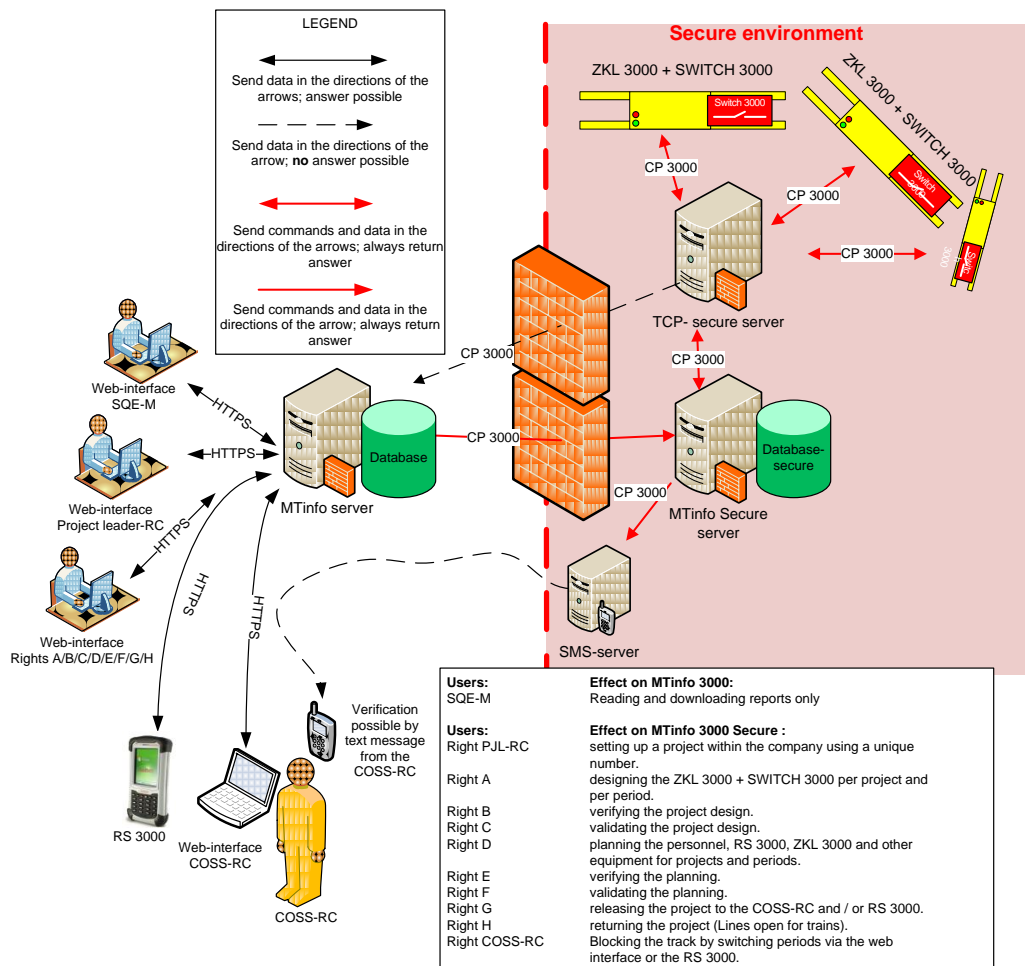 LEGEND
Send data in the directions of the
arrows; answer possible
Send data in the directions of the
arrow; no answer possible
Send commands and data in the
directions of the arrows; always return
answer
Send commands and data in the
directions of the arrow; always return
answer
Secure environment
ZKL 3000 + SWITCH 3000
Switch 3000
ZKL 3000 + SWITCH 3000
Switch
3000
Switc
3000
CP 3000
CP 3000
CP 3000
TCP- secure server
CP 3000
CP 3000
CP 3000
CP 3000
Web-interface
SQE-M
HTTPS
Web-interface
Project leader-RC
HTTPS
MTinfo server
Database
Database-
secure
MTinfo Secure
server
HTTPS
Web-interface
Rights A/B/C/D/E/F/G/H
HTTPS
HTTPS
SMS-server
Verification
possible by
text message
from the
COSS-RC
RS 3000
Web-interface
COSS-RC
COSS-RC
Users: Effect on MTinfo 3000:
SQE-M Reading and downloading reports only
Users: Effect on MTinfo 3000 Secure :
Right PJL-RC setting up a project within the company using a unique
number.
Right A designing the ZKL 3000 + SWITCH 3000 per project and
per period.
Right B verifying the project design.
Right C validating the project design.
Right D planning the personnel, RS 3000, ZKL 3000 and other
equipment for projects and periods.
Right E verifying the planning.
Right F validating the planning.
Right G releasing the project to the COSS-RC and / or RS 3000.
Right H returning the project (Lines open for trains).
Right COSS-RC Blocking the track by switching periods via the web
interface or the RS 3000.